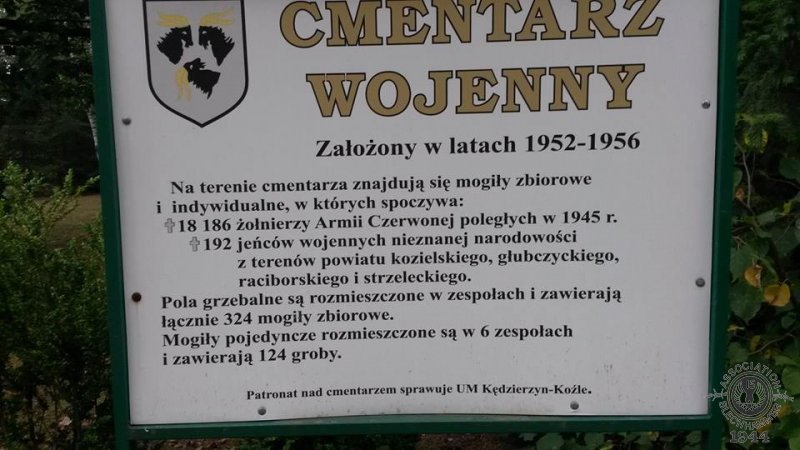 CMENTARZ
WOJENNY
Założony w latach 1952-1956
Na terenie cmentarza znajdują się mogiły zbiorowe
i indywidualne, w których spoczywa:
✝18 186 żołnierzy Armii Czerwonej poległych w 1945 r.
✝192 jeńców wojennych nieznanej narodowości
z terenów powiatu kozielskiego, głubczyckiego,
raciborskiego i strzeleckiego.
Pola grzebalne są rozmieszczone w zespołach i zawierają
łącznie 324 mogiły zbiorowe.
Mogiły pojedyncze rozmieszczone są w 6 zespołach
i zawierają 124 groby.
Patronat nad cmentarzem sprawuje UM Kędzierzyn-Koźle.
ASSOCIATION
BLECHHAMMER
1944